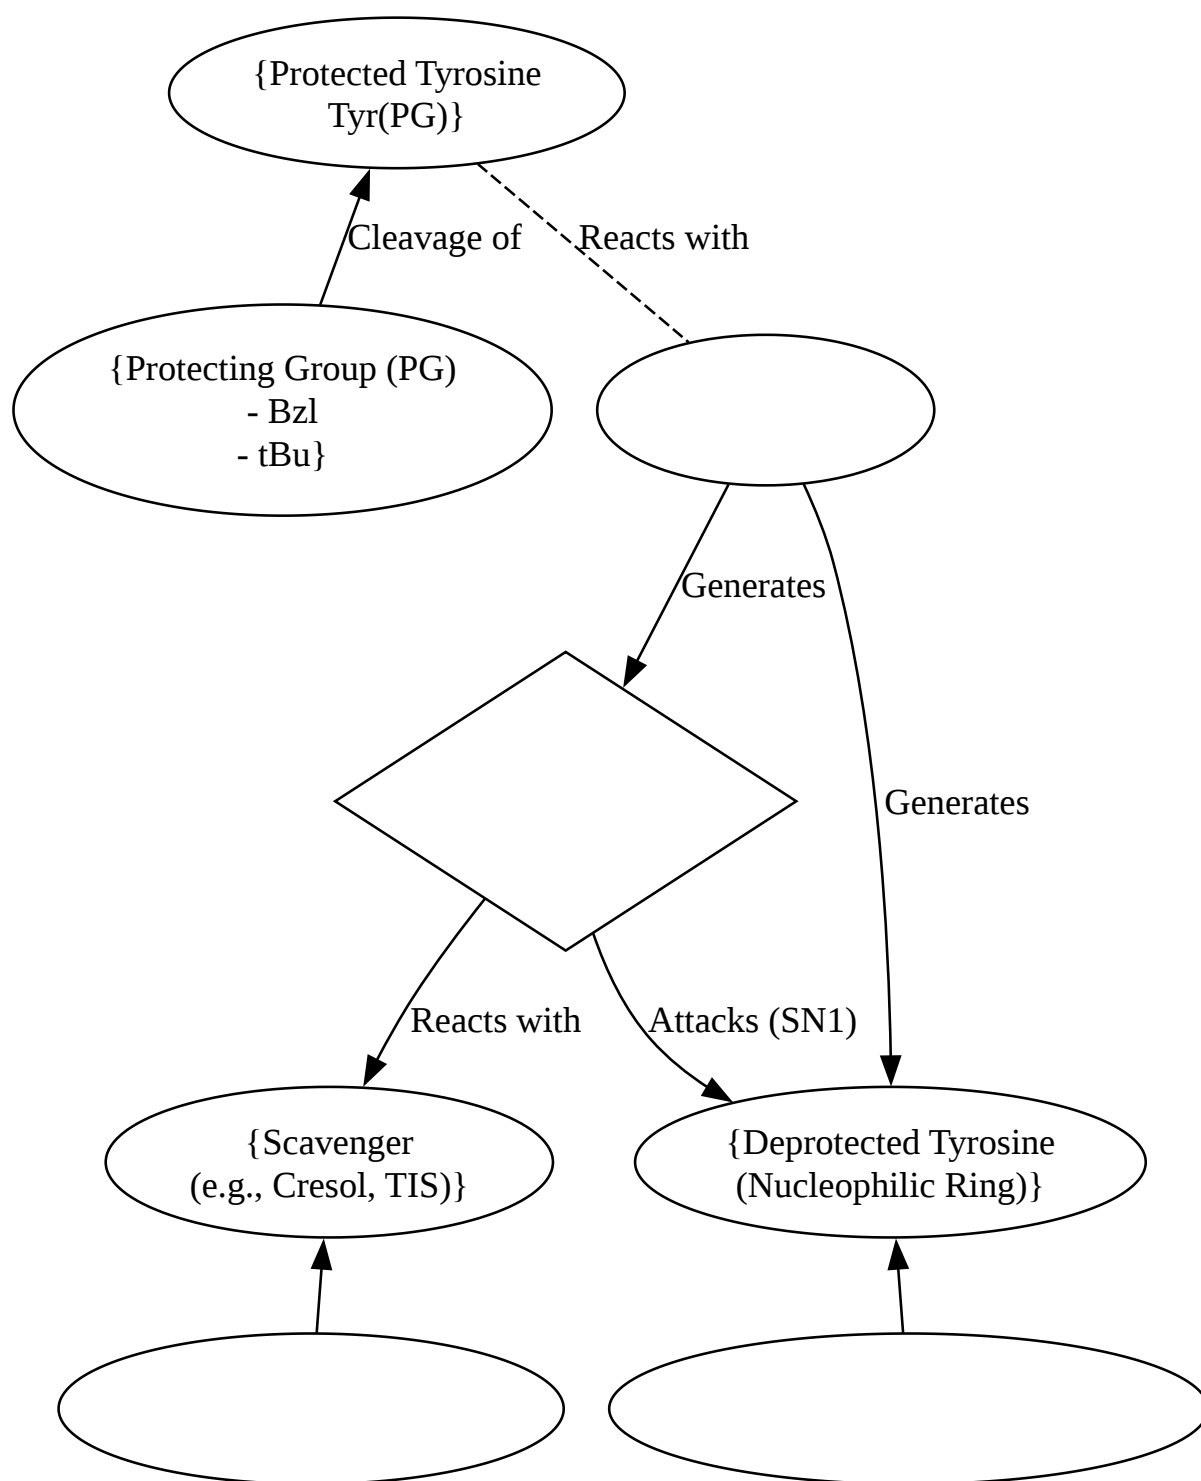 {Protected Tyrosine
Tyr(PG)}
Cleavage of
Reacts with
{Protecting Group (PG)
- Bzl
- tBu}
Generates
Generates
Reacts with
Attacks (SN1)
{Scavenger
(e.g., Cresol, TIS)}
{Deprotected Tyrosine
(Nucleophilic Ring)}